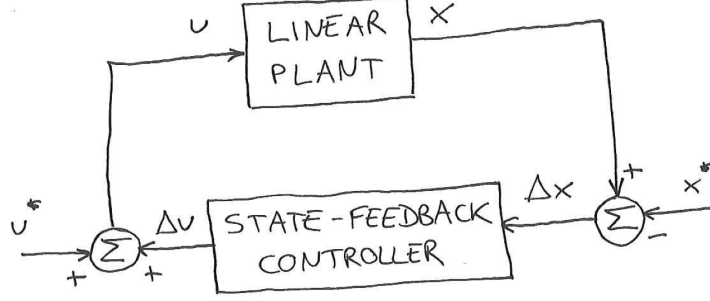 U
LINEAR
PLANT
X
+
x*
−
Δx
STATE-FEEDBACK
CONTROLLER
Δu
+
Σ
+
u*
Σ